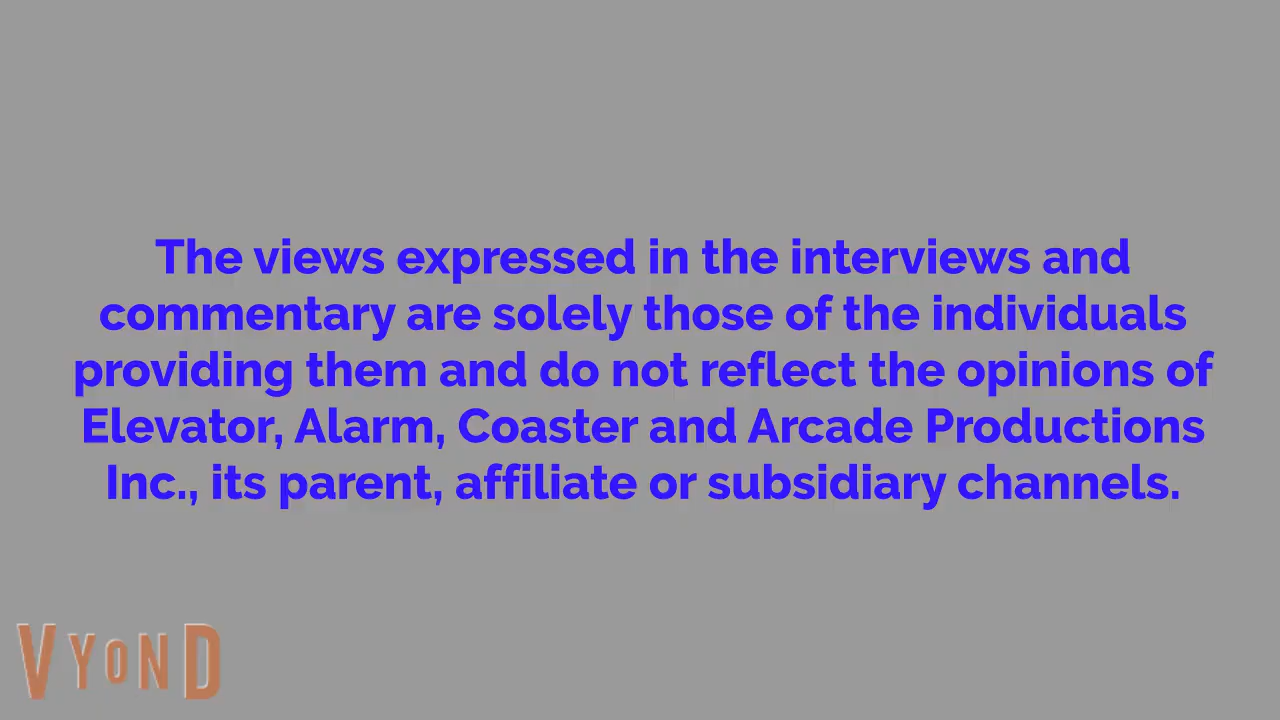 The views expressed in the interviews and
commentary are solely those of the individuals
providing them and do not reflect the opinions of
Elevator, Alarm, Coaster and Arcade Productions
Inc., its parent, affiliate or subsidiary channels.
VYONND